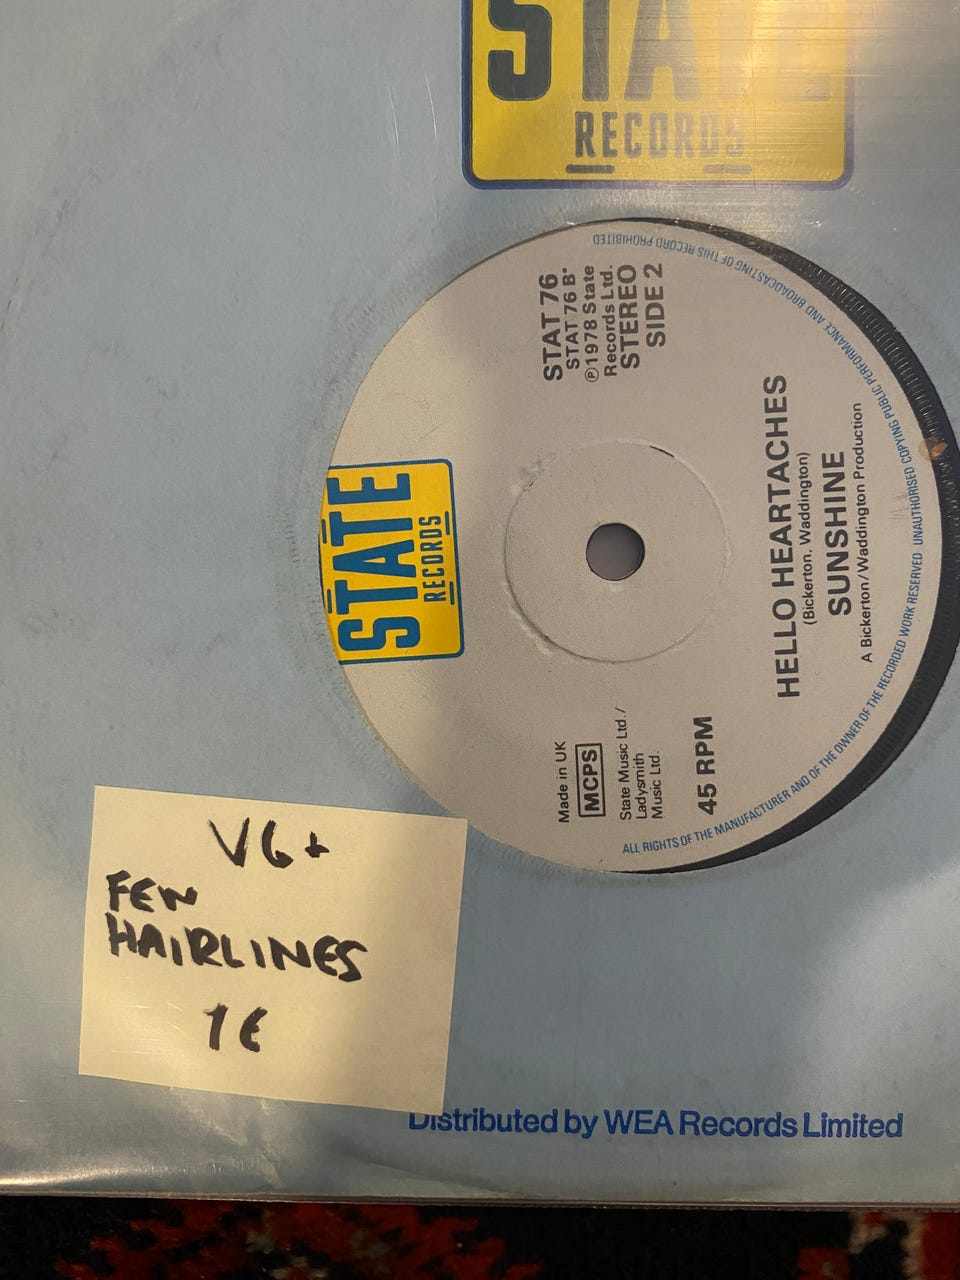 STATE
RECORDS
STATE
RECORDS
STAT 76
STAT 76 B*
℗1978 State
Records Ltd.
STEREO
SIDE 2
Made in UK
MCPS
State Music Ltd./
Ladysmith
Music Ltd.
45 RPM
HELLO HEARTACHES
(Bickerton, Waddington)
SUNSHINE
A Bickerton/Waddington Production
ALL RIGHTS OF THE MANUFACTURER AND OF THE OWNER OF THE RECORDED WORK RESERVED UNAUTHORISED COPYING PUBLIC PERFORMANCE AND BROADCASTING OF THIS RECORD PROHIBITED
VG+
FEW
HAIRLINES
1€
Distributed by WEA Records Limited